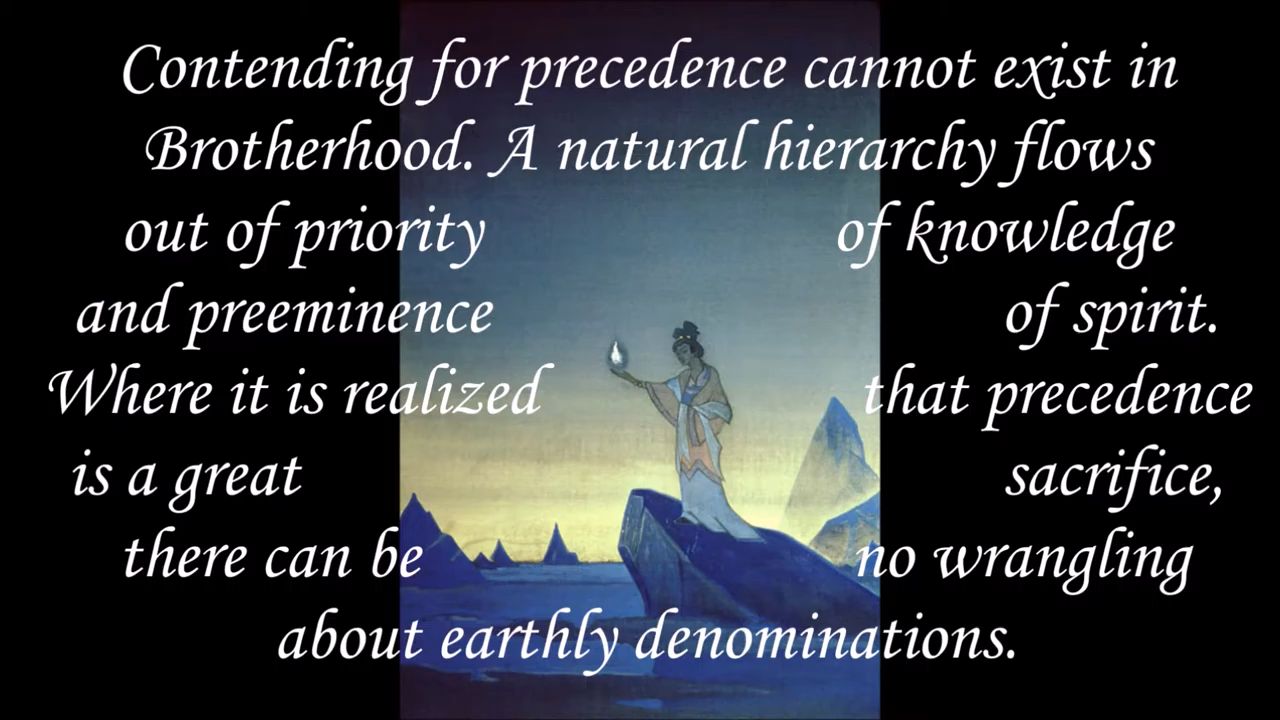 Contending for precedence cannot exist in
Brotherhood. A natural hierarchy flows
out of priority of knowledge
and preeminence of spirit.
Where it is realized that precedence
is a great sacrifice,
there can be no wrangling
about earthly denominations.